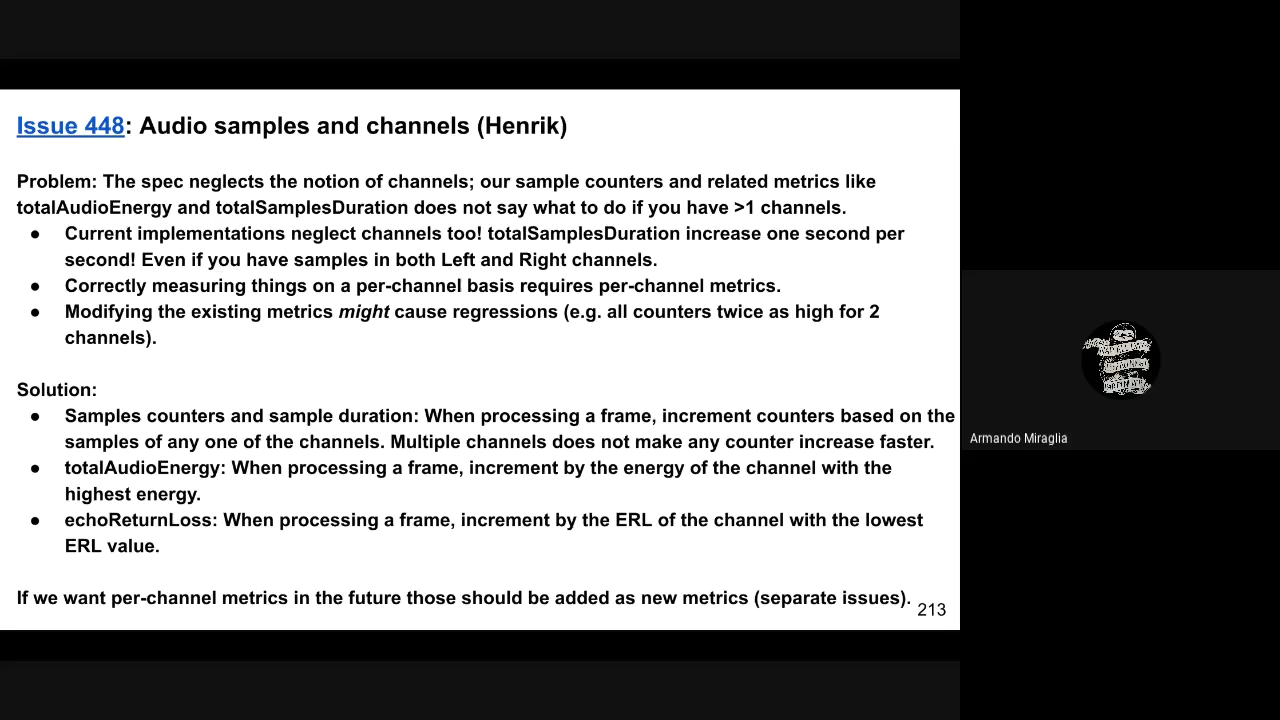 Issue 448: Audio samples and channels (Henrik)
Problem: The spec neglects the notion of channels; our sample counters and related metrics like
totalAudioEnergy and totalSamplesDuration does not say what to do if you have >1 channels.
● Current implementations neglect channels too! totalSamplesDuration increase one second per
second! Even if you have samples in both Left and Right channels.
● Correctly measuring things on a per-channel basis requires per-channel metrics.
● Modifying the existing metrics might cause regressions (e.g. all counters twice as high for 2
channels).
Solution:
● Samples counters and sample duration: When processing a frame, increment counters based on the
samples of any one of the channels. Multiple channels does not make any counter increase faster.
● totalAudioEnergy: When processing a frame, increment by the energy of the channel with the
highest energy.
● echoReturnLoss: When processing a frame, increment by the ERL of the channel with the lowest
ERL value.
If we want per-channel metrics in the future those should be added as new metrics (separate issues).
213
Armando Miraglia